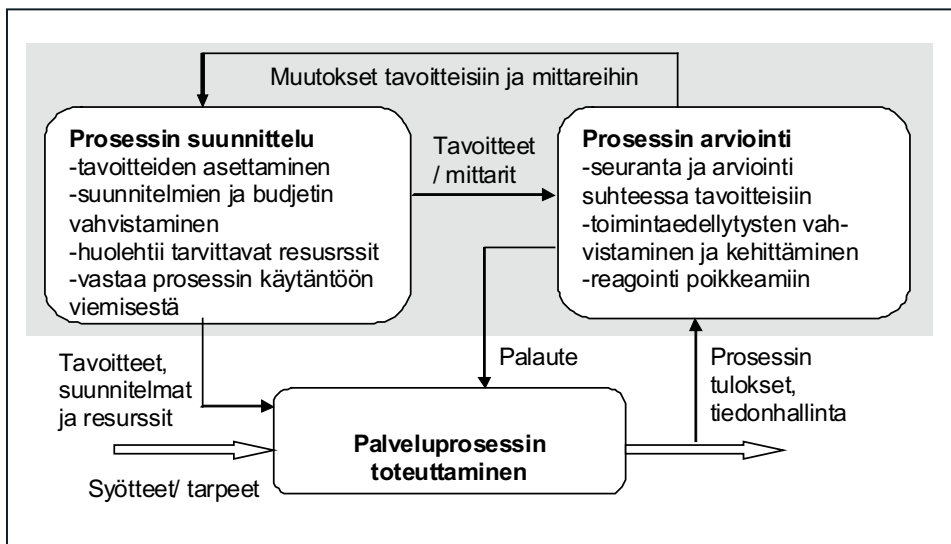 Muutokset tavoitteisiin ja mittareihin
Prosessin suunnittelu
-tavoitteiden asettaminen
-suunnitelmien ja budjetin
vahvistaminen
-huolehtii tarvittavat resusrssit
-vastaa prosessin käytäntöön
viemisestä
Tavoitteet
/ mittarit
Prosessin arviointi
-seuranta ja arviointi
suhteessa tavoitteisiin
-toimintaedellytysten vah-
vistaminen ja kehittäminen
-reagointi poikkeamiin
Tavoitteet,
suunnitelmat
ja resurssit
Palaute
Prosessin
tulokset,
tiedonhallinta
Palveluprosessin
toteuttaminen
Syötteet/ tarpeet